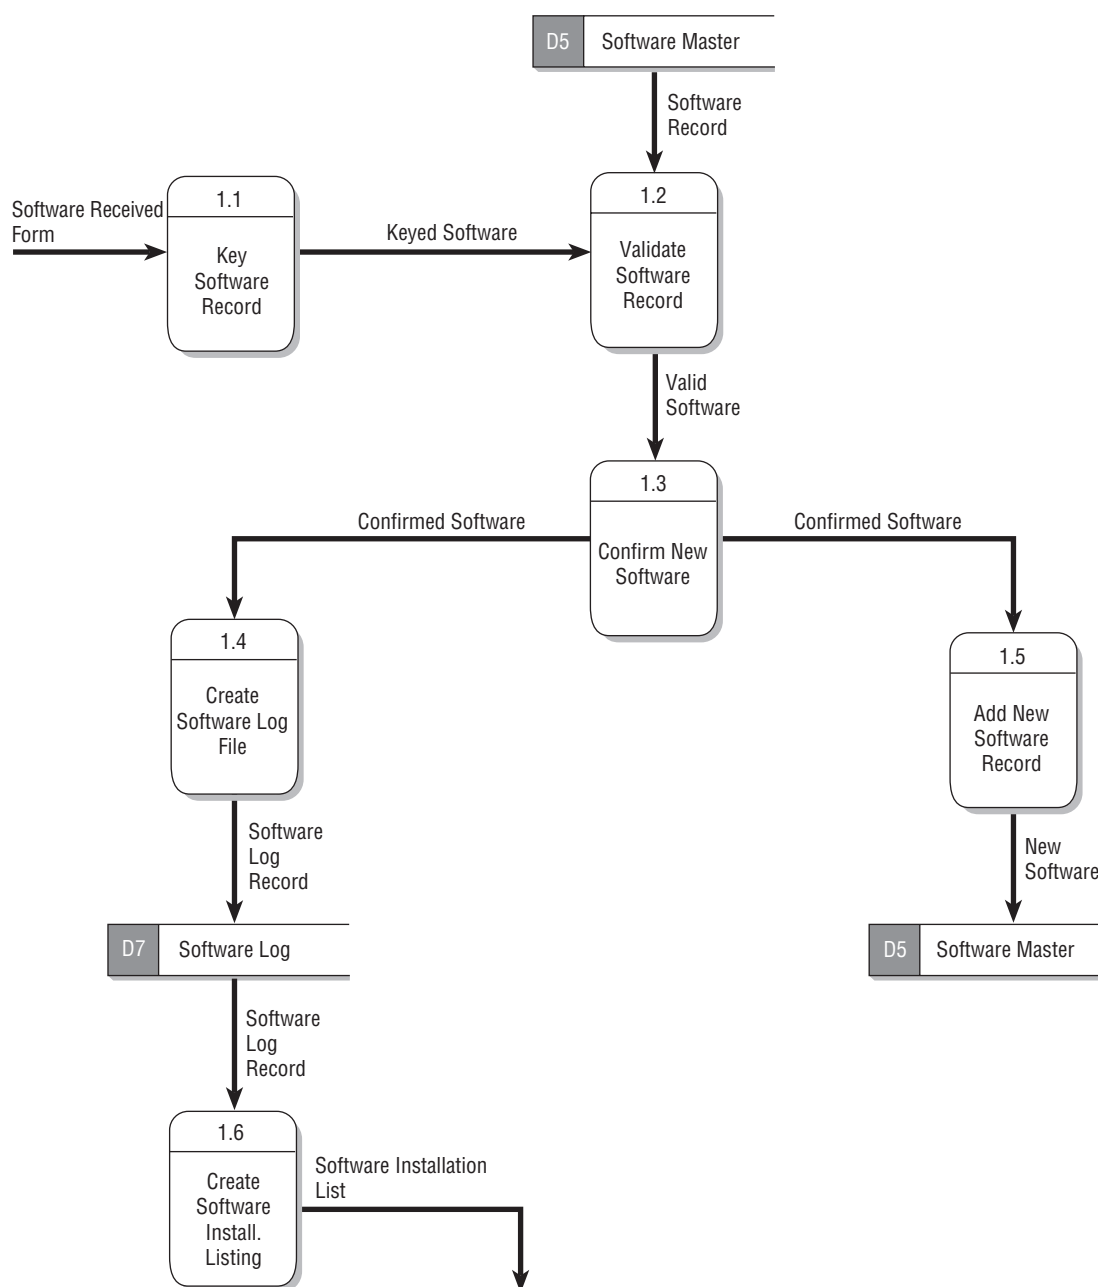 D5 Software Master
Software
Record
Software Received
Form
1.1
Key
Software
Record
Keyed Software
1.2
Validate
Software
Record
Valid
Software
1.3
Confirm New
Software
Confirmed Software
Confirmed Software
1.4
Create
Software Log
File
1.5
Add New
Software
Record
Software
Log
Record
New
Software
D7 Software Log
D5 Software Master
Software
Log
Record
1.6
Create
Software
Install.
Listing
Software Installation
List